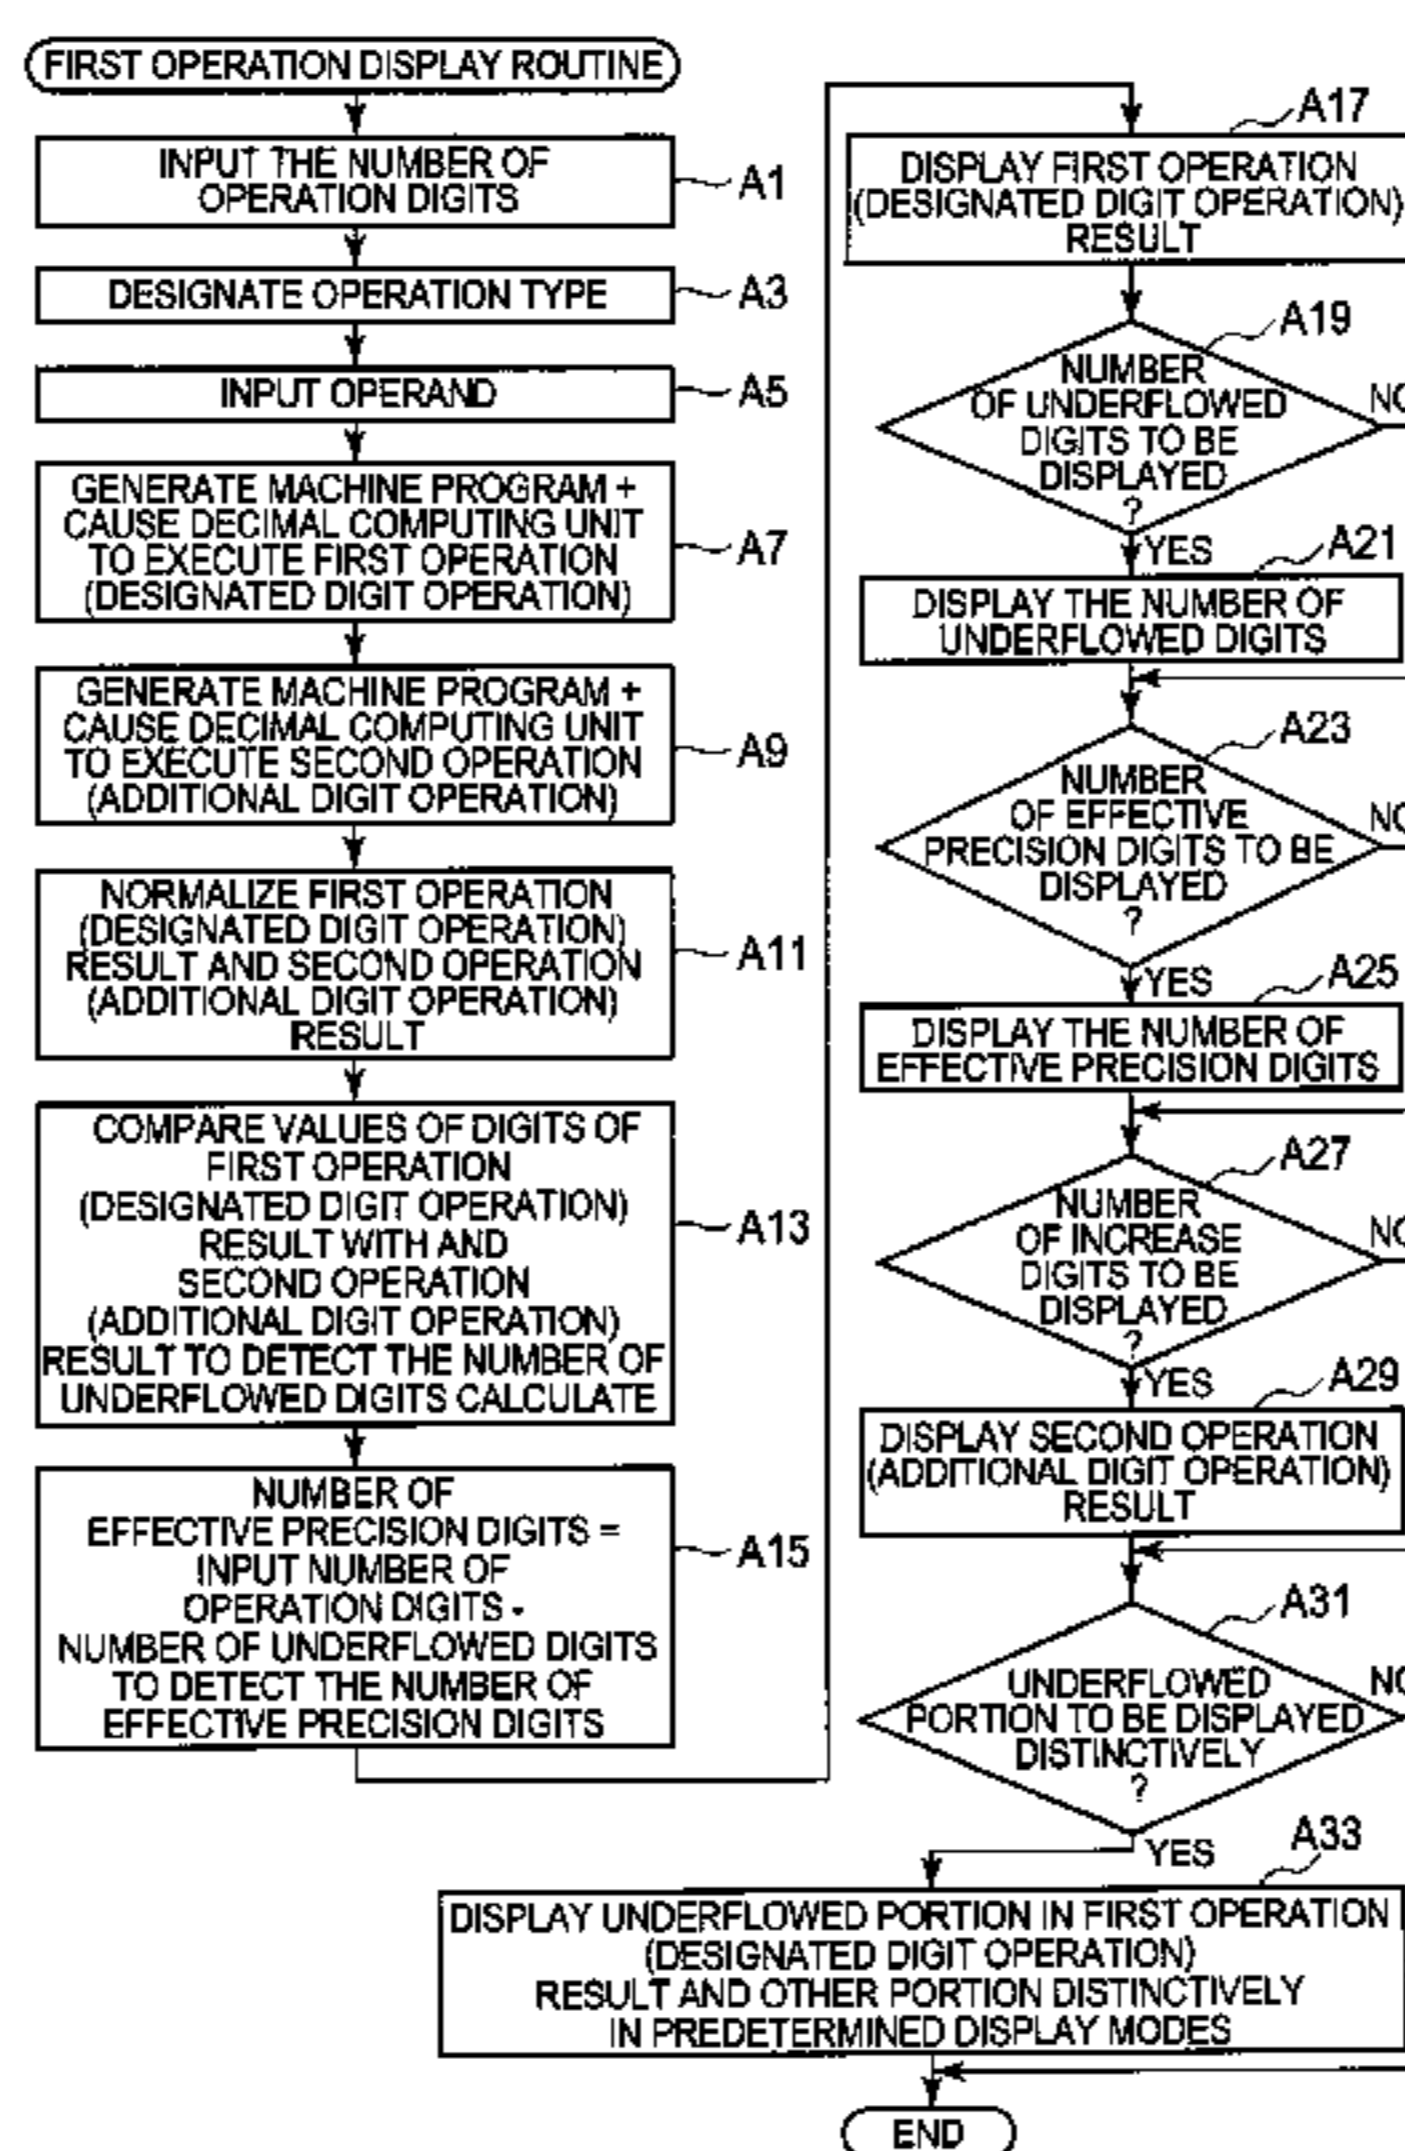 FIRST OPERATION DISPLAY ROUTINE
INPUT THE NUMBER OF
OPERATION DIGITS
A1
DESIGNATE OPERATION TYPE
A3
INPUT OPERAND
A5
GENERATE MACHINE PROGRAM +
CAUSE DECIMAL COMPUTING UNIT
TO EXECUTE FIRST OPERATION
(DESIGNATED DIGIT OPERATION)
A7
GENERATE MACHINE PROGRAM +
CAUSE DECIMAL COMPUTING UNIT
TO EXECUTE SECOND OPERATION
(ADDITIONAL DIGIT OPERATION)
A9
NORMALIZE FIRST OPERATION
(DESIGNATED DIGIT OPERATION)
RESULT AND SECOND OPERATION
(ADDITIONAL DIGIT OPERATION)
RESULT
A11
COMPARE VALUES OF DIGITS OF
FIRST OPERATION
(DESIGNATED DIGIT OPERATION)
RESULT WITH AND
SECOND OPERATION
(ADDITIONAL DIGIT OPERATION)
RESULT TO DETECT THE NUMBER OF
UNDERFLOWED DIGITS CALCULATE
A13
NUMBER OF
EFFECTIVE PRECISION DIGITS =
INPUT NUMBER OF
OPERATION DIGITS -
NUMBER OF UNDERFLOWED DIGITS
TO DETECT THE NUMBER OF
EFFECTIVE PRECISION DIGITS
A15
A17
DISPLAY FIRST OPERATION
(DESIGNATED DIGIT OPERATION)
RESULT
A19
NUMBER
OF UNDERFLOWED
DIGITS TO BE
DISPLAYED
?
NO
YES
A21
DISPLAY THE NUMBER OF
UNDERFLOWED DIGITS
A23
NUMBER
OF EFFECTIVE
PRECISION DIGITS TO BE
DISPLAYED
?
NO
YES
A25
DISPLAY THE NUMBER OF
EFFECTIVE PRECISION DIGITS
A27
NUMBER
OF INCREASE
DIGITS TO BE
DISPLAYED
?
NO
YES
A29
DISPLAY SECOND OPERATION
(ADDITIONAL DIGIT OPERATION)
RESULT
A31
UNDERFLOWED
PORTION TO BE DISPLAYED
DISTINCTIVELY
?
NO
YES
A33
DISPLAY UNDERFLOWED PORTION IN FIRST OPERATION
(DESIGNATED DIGIT OPERATION)
RESULT AND OTHER PORTION DISTINCTIVELY
IN PREDETERMINED DISPLAY MODES
END